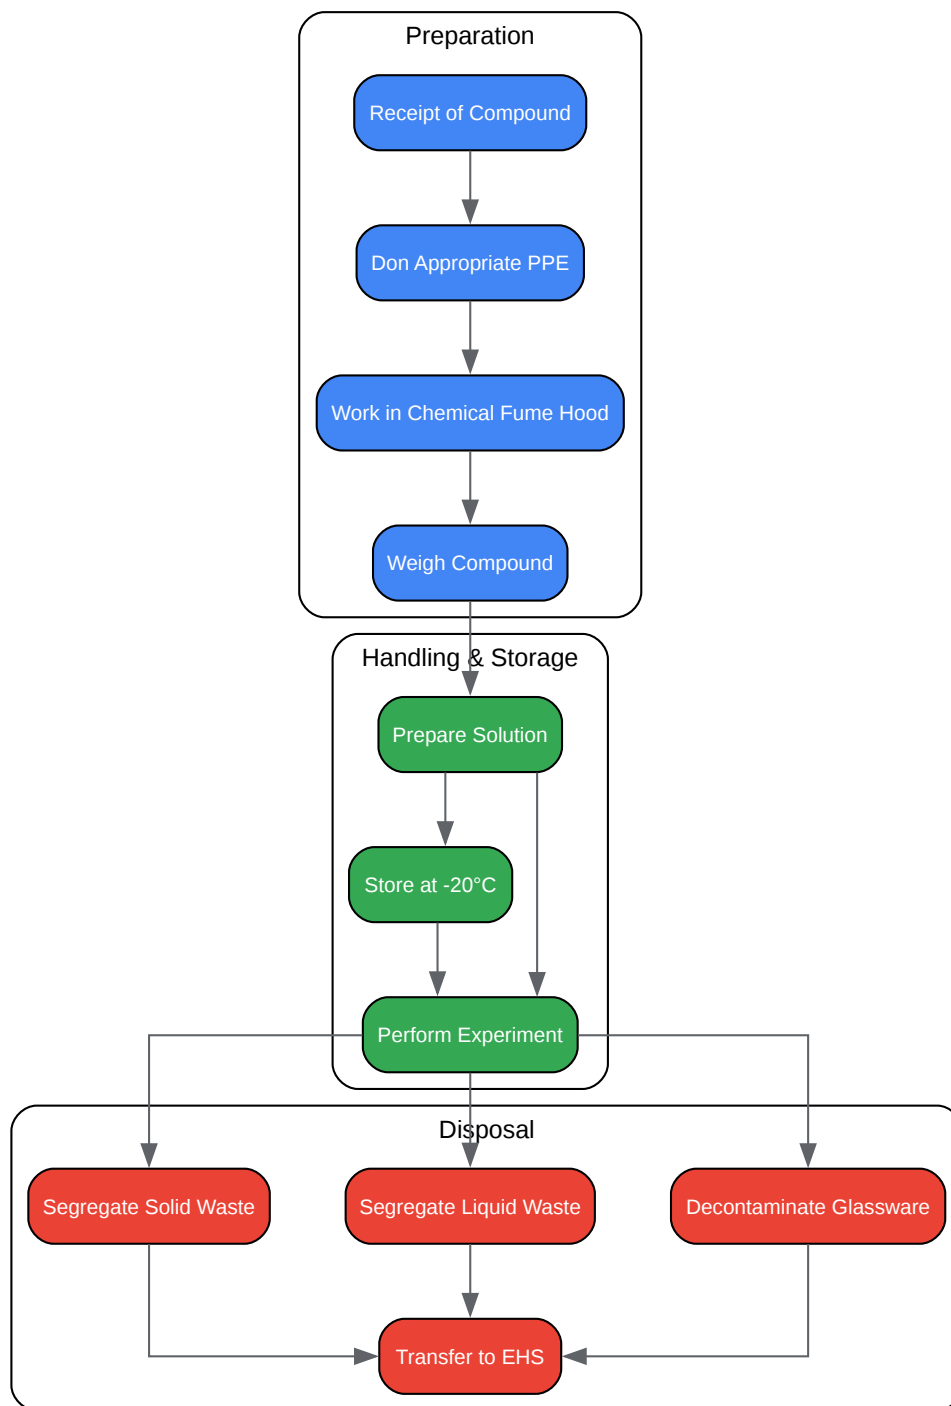 Preparation
Receipt of Compound
Don Appropriate PPE
Work in Chemical Fume Hood
Weigh Compound
Handling & Storage
Prepare Solution
Store at -20°C
Perform Experiment
Disposal
Segregate Solid Waste
Segregate Liquid Waste
Decontaminate Glassware
Transfer to EHS